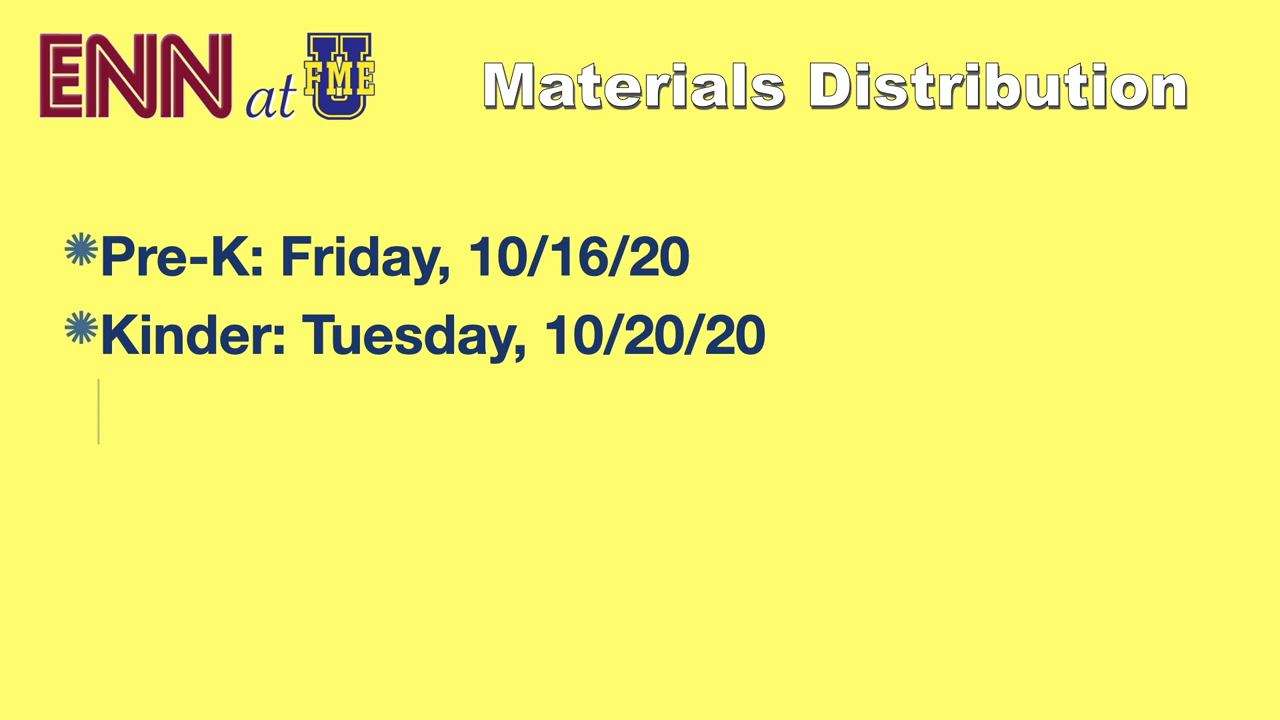 ENN at U FME
Materials Distribution
Pre-K: Friday, 10/16/20
Kinder: Tuesday, 10/20/20